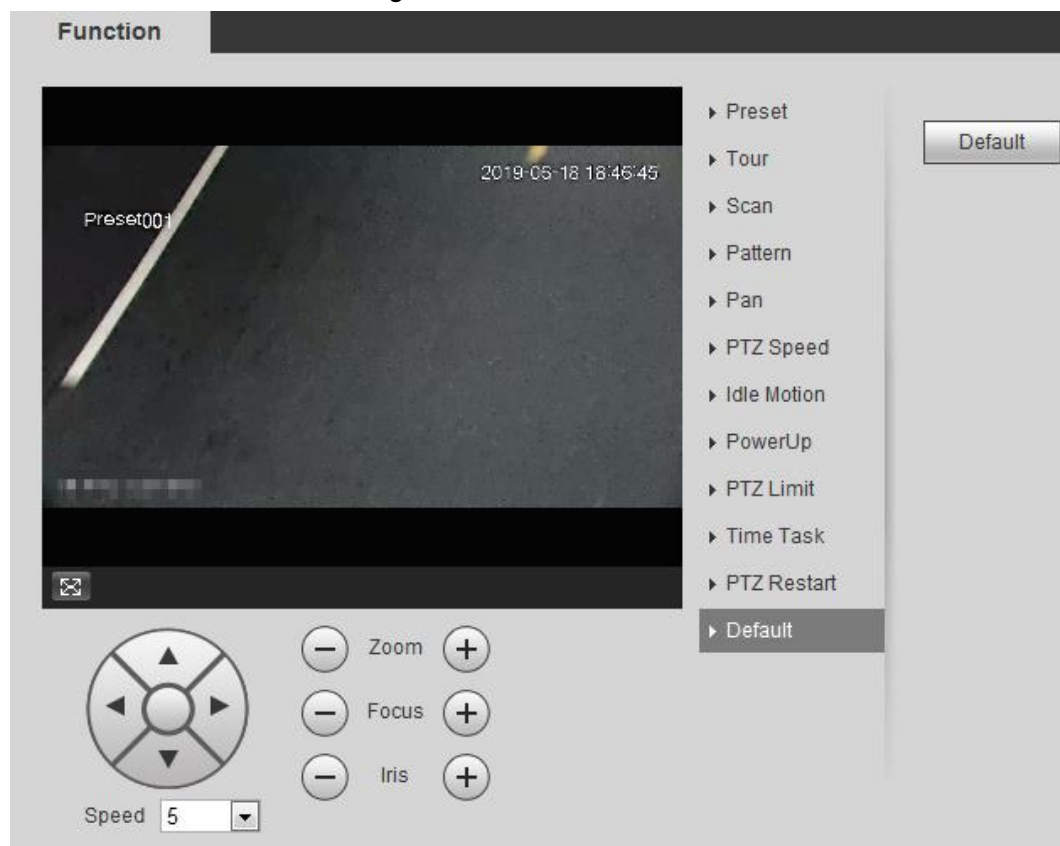 Function
2019-05-18 18:46:45
Preset001
Preset
Tour
Scan
Pattern
Pan
PTZ Speed
Idle Motion
PowerUp
PTZ Limit
Time Task
PTZ Restart
Default
Default
Zoom
Focus
Iris
Speed 5